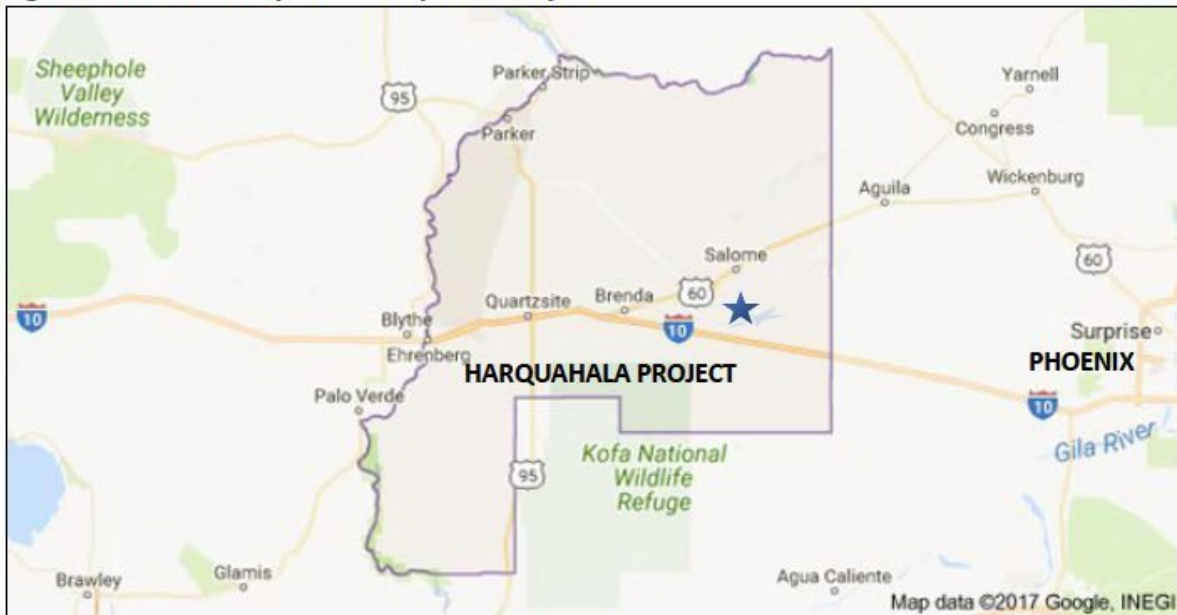 Sheephole
Valley
Wilderness
95
Parker Strip
Parker
Yarnell
Congress
Wickenburg
Aguila
60
Salome
60
Brenda
Quartzsite
10
Blythe
Ehrenberg
10
Surprise
HARQUAHALA PROJECT
PHOENIX
Palo Verde
10
Gila River
Kofa National
Wildlife
Refuge
95
Brawley
Glamis
Agua Caliente
Map data ©2017 Google, INEGI